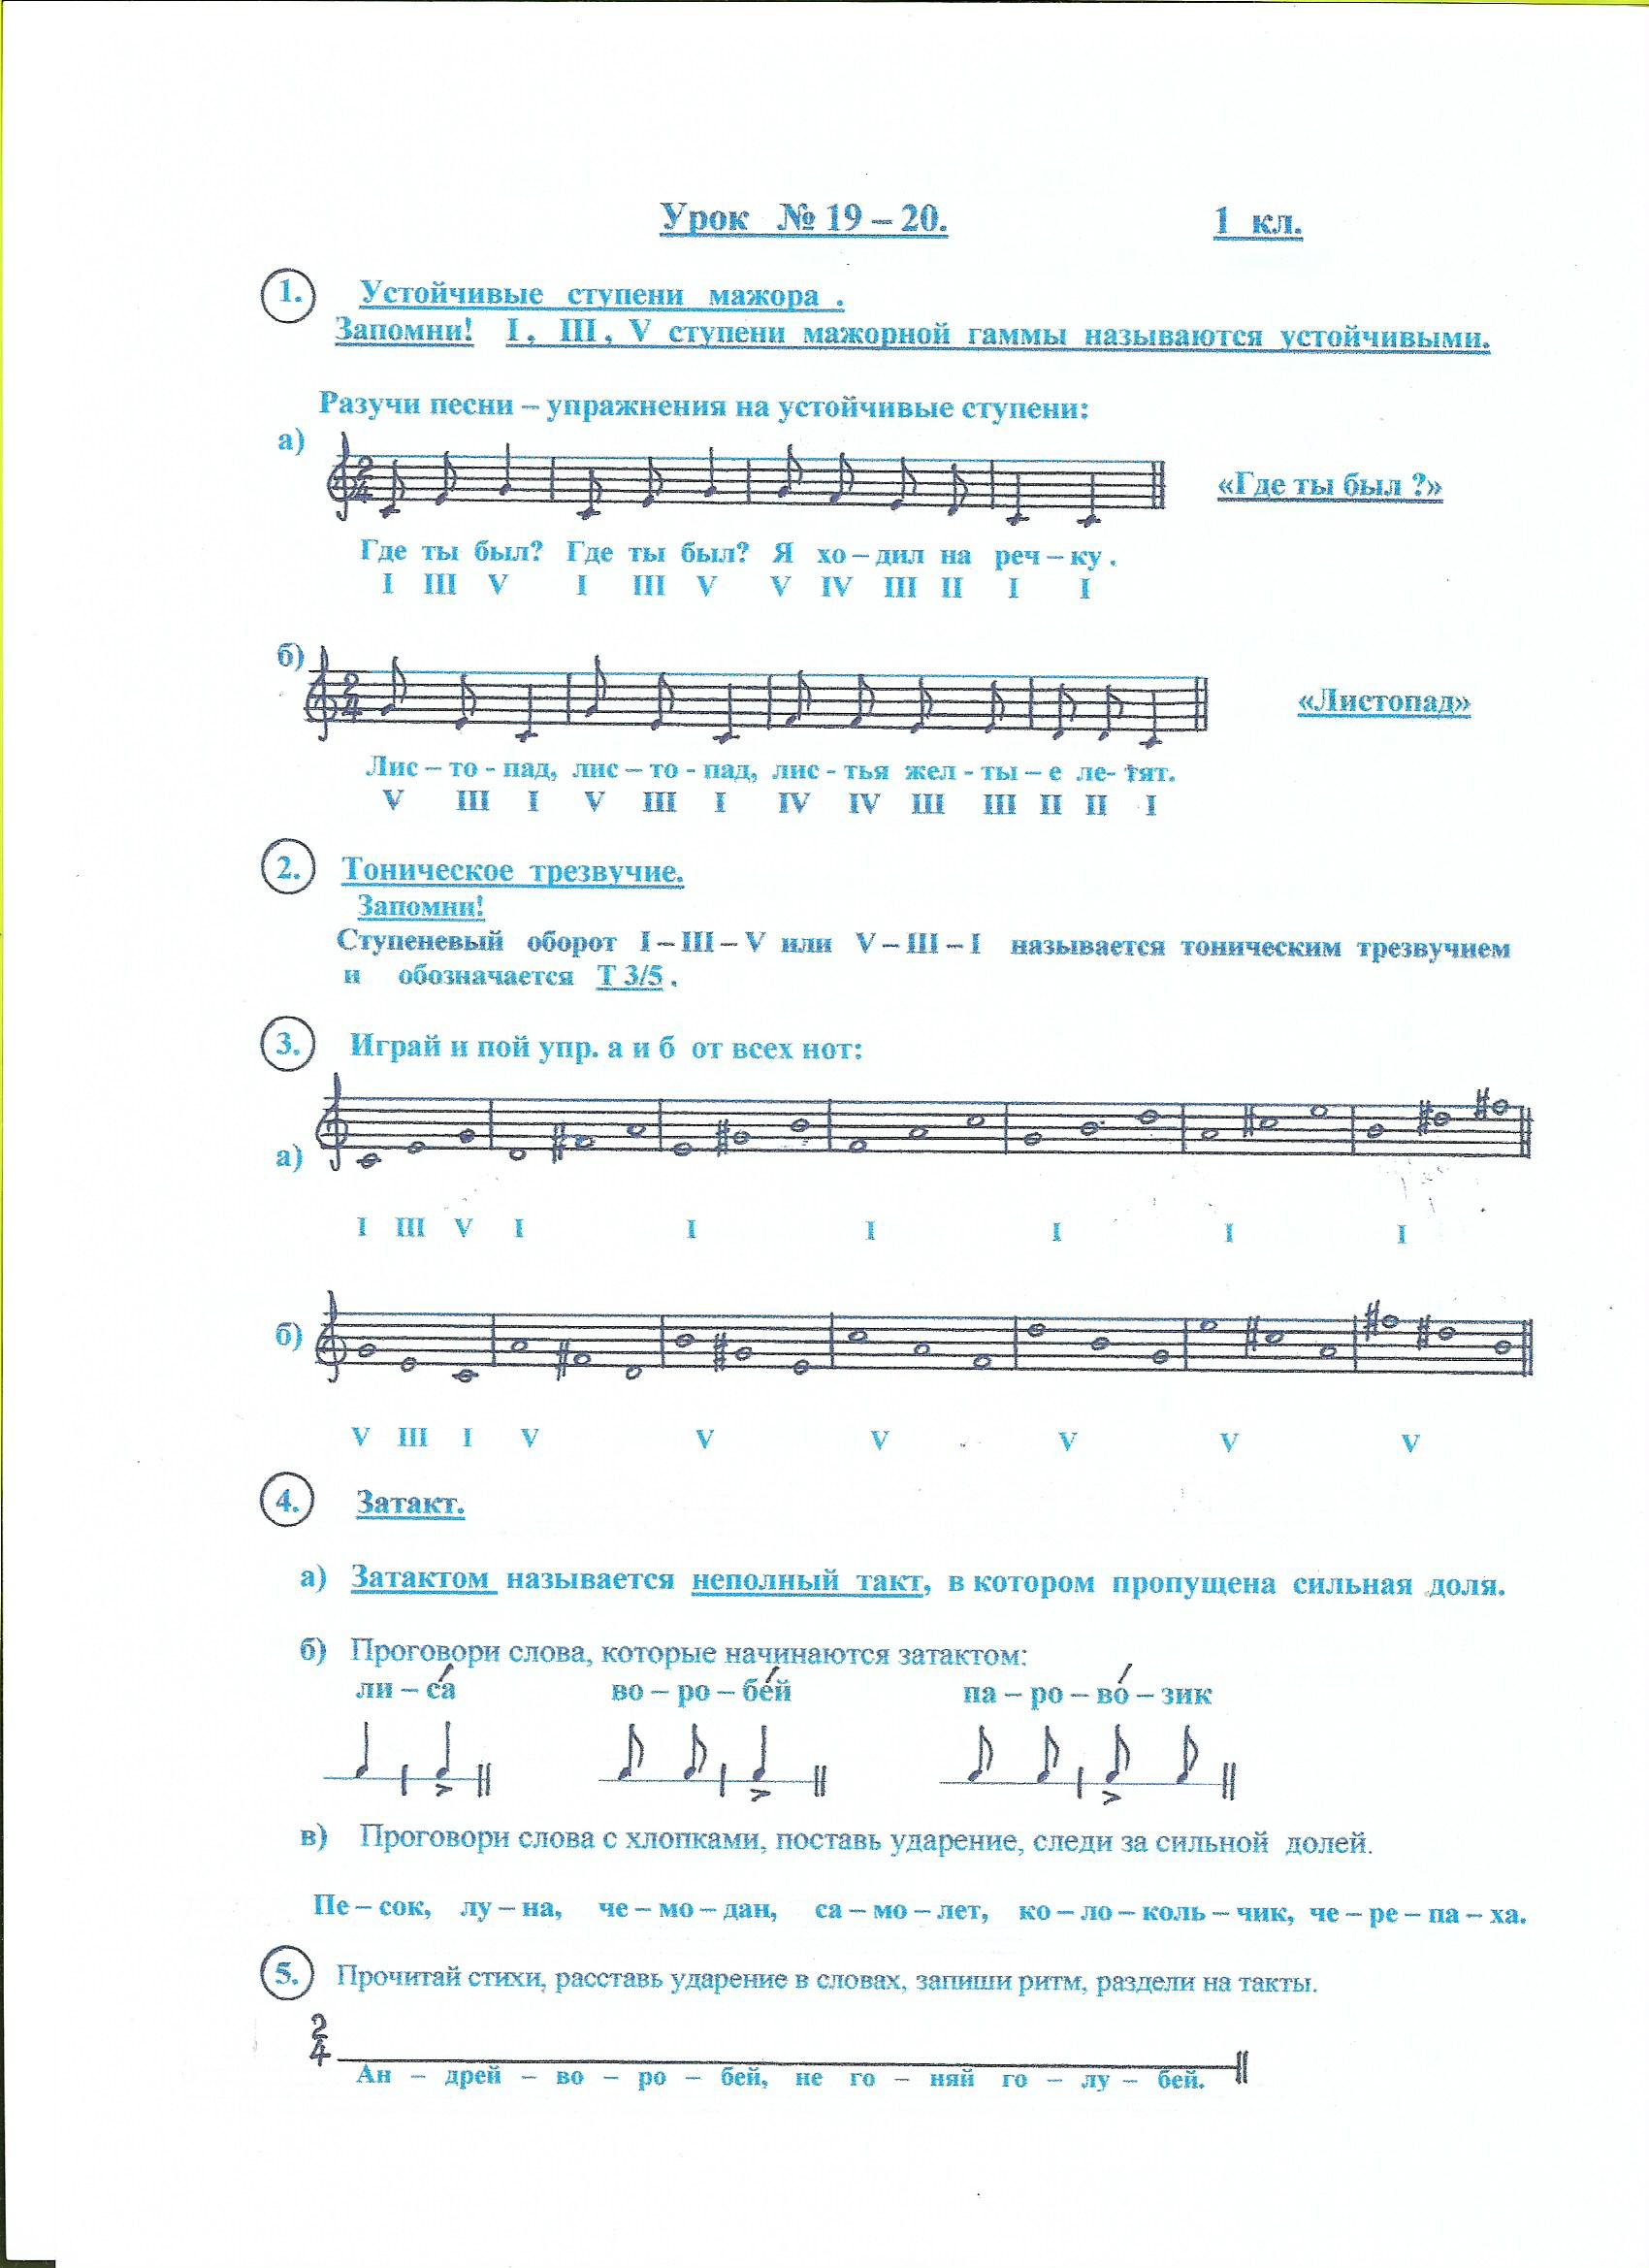 Урок № 19 – 20. 1 кл.
1. Устойчивые ступени мажора .
Запомни! I , III , V ступени мажорной гаммы называются устойчивыми.
Разучи песни – упражнения на устойчивые ступени:
а)
2 4
«Где ты был ?»
Где ты был? Где ты был? Я хо – дил на реч – ку .
I III V I III V V IV III II I I
б)
2 4
«Листопад»
Лис – то - пад, лис – то - пад, лис - тья жел - ты – е ле- тят.
V III I V III I IV IV III III II II I
2. Тоническое трезвучие.
Запомни!
Ступеневый оборот I – III – V или V – III – I называется тоническим трезвучием
и обозначается Т 3/5 .
3. Играй и пой упр. а и б от всех нот:
а)
I III V I I I I I I
б)
V III I V V V V V V
4. Затакт.
а) Затактом называется неполный такт, в котором пропущена сильная доля.
б) Проговори слова, которые начинаются затактом:
ли – са́ во – ро – бе́й па – ро – во́ – зик
в) Проговори слова с хлопками, поставь ударение, следи за сильной долей.
Пе – сок, лу – на, че – мо – дан, са – мо – лет, ко – ло – коль – чик, че – ре – па – ха.
5. Прочитай стихи, расставь ударение в словах, запиши ритм, раздели на такты.
2 4
Ан – дрей – во – ро – бей, не го – няй го – лу – бей.